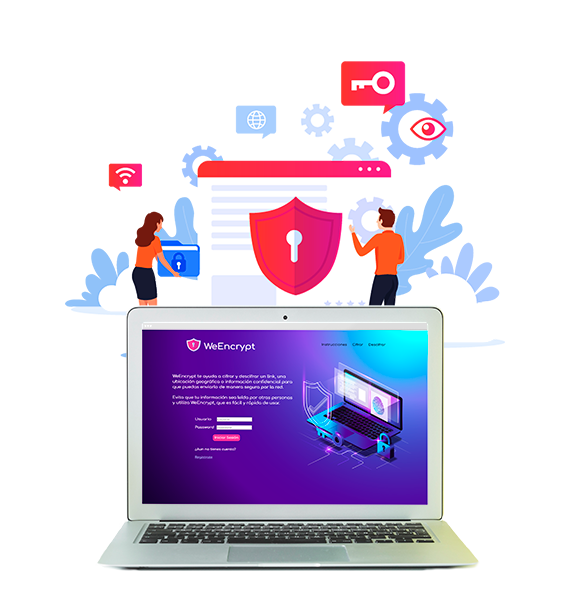 WeEncrypt
Instrucciones Cifrar Descifrar
WeEncrypt te ayuda a cifrar y descifrar un link, una
ubicación geográfica o información confidencial para
que puedas enviarla de manera segura por la red.
Evita que tu información sea leída por otras personas
y utiliza WeEncrypt, que es fácil y rápido de usar.
Usuario
Password
Iniciar Sesión
¿Aun no tienes cuenta?
Regístrate